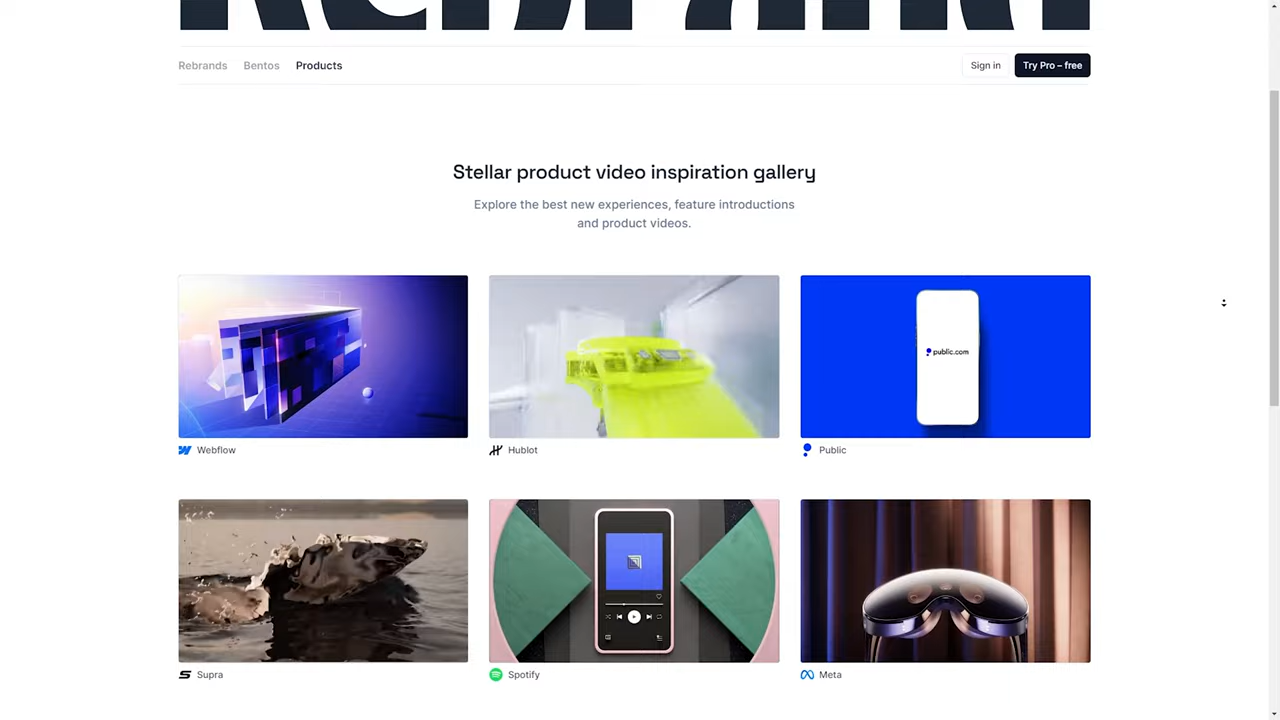 Rebrands Bentos Products Sign in Try Pro – free
Stellar product video inspiration gallery
Explore the best new experiences, feature introductions
and product videos.
public.com
Webflow
Hublot
Public
Supra
Spotify
Meta